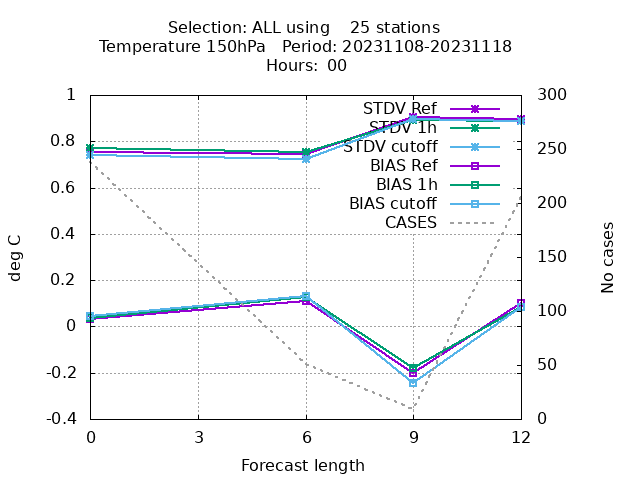 Selection: ALL using    25 stations
Temperature 150hPa   Period: 20231108-20231118
Hours:  00
1
0.8
0.6
0.4
0.2
0
-0.2
-0.4
deg C
STDV Ref
STDV 1h
STDV cutoff
BIAS Ref
BIAS 1h
BIAS cutoff
CASES
300
250
200
150
100
50
0
No cases
0 3 6 9 12
Forecast length